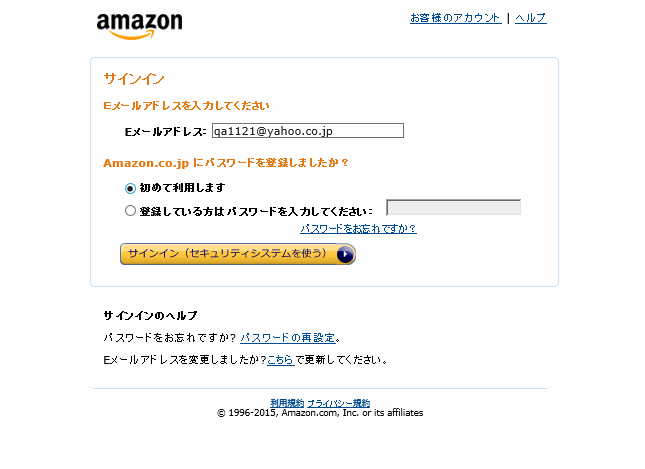 amazon
お客様のアカウント | ヘルプ
サインイン
Eメールアドレスを入力してください
Eメールアドレス: qa1121@yahoo.co.jp
Amazon.co.jp にパスワードを登録しましたか？
初めて利用します
登録している方は パスワードを入力してください：
パスワードをお忘れですか？
サインイン（セキュリティシステムを使う）
サインインのヘルプ
パスワードをお忘れですか? パスワードの再設定。
Eメールアドレスを変更しましたか?こちらで更新してください。
利用規約 プライバシー規約
© 1996-2015, Amazon.com, Inc. or its affiliates